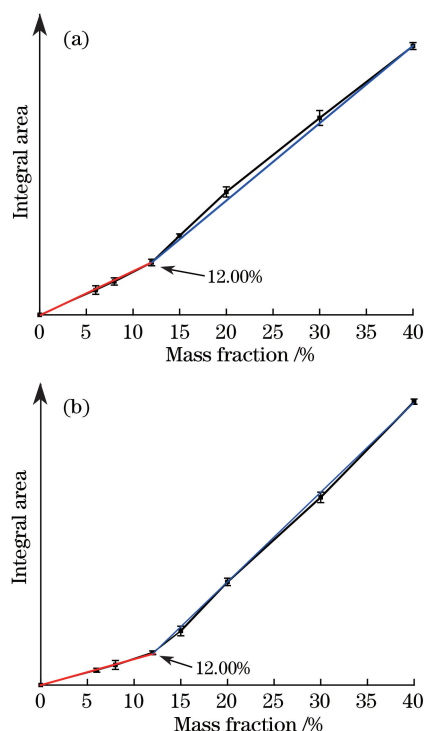 (a)
Integral area
12.00%
0 5 10 15 20 25 30 35 40
Mass fraction /%
(b)
Integral area
12.00%
0 5 10 15 20 25 30 35 40
Mass fraction /%